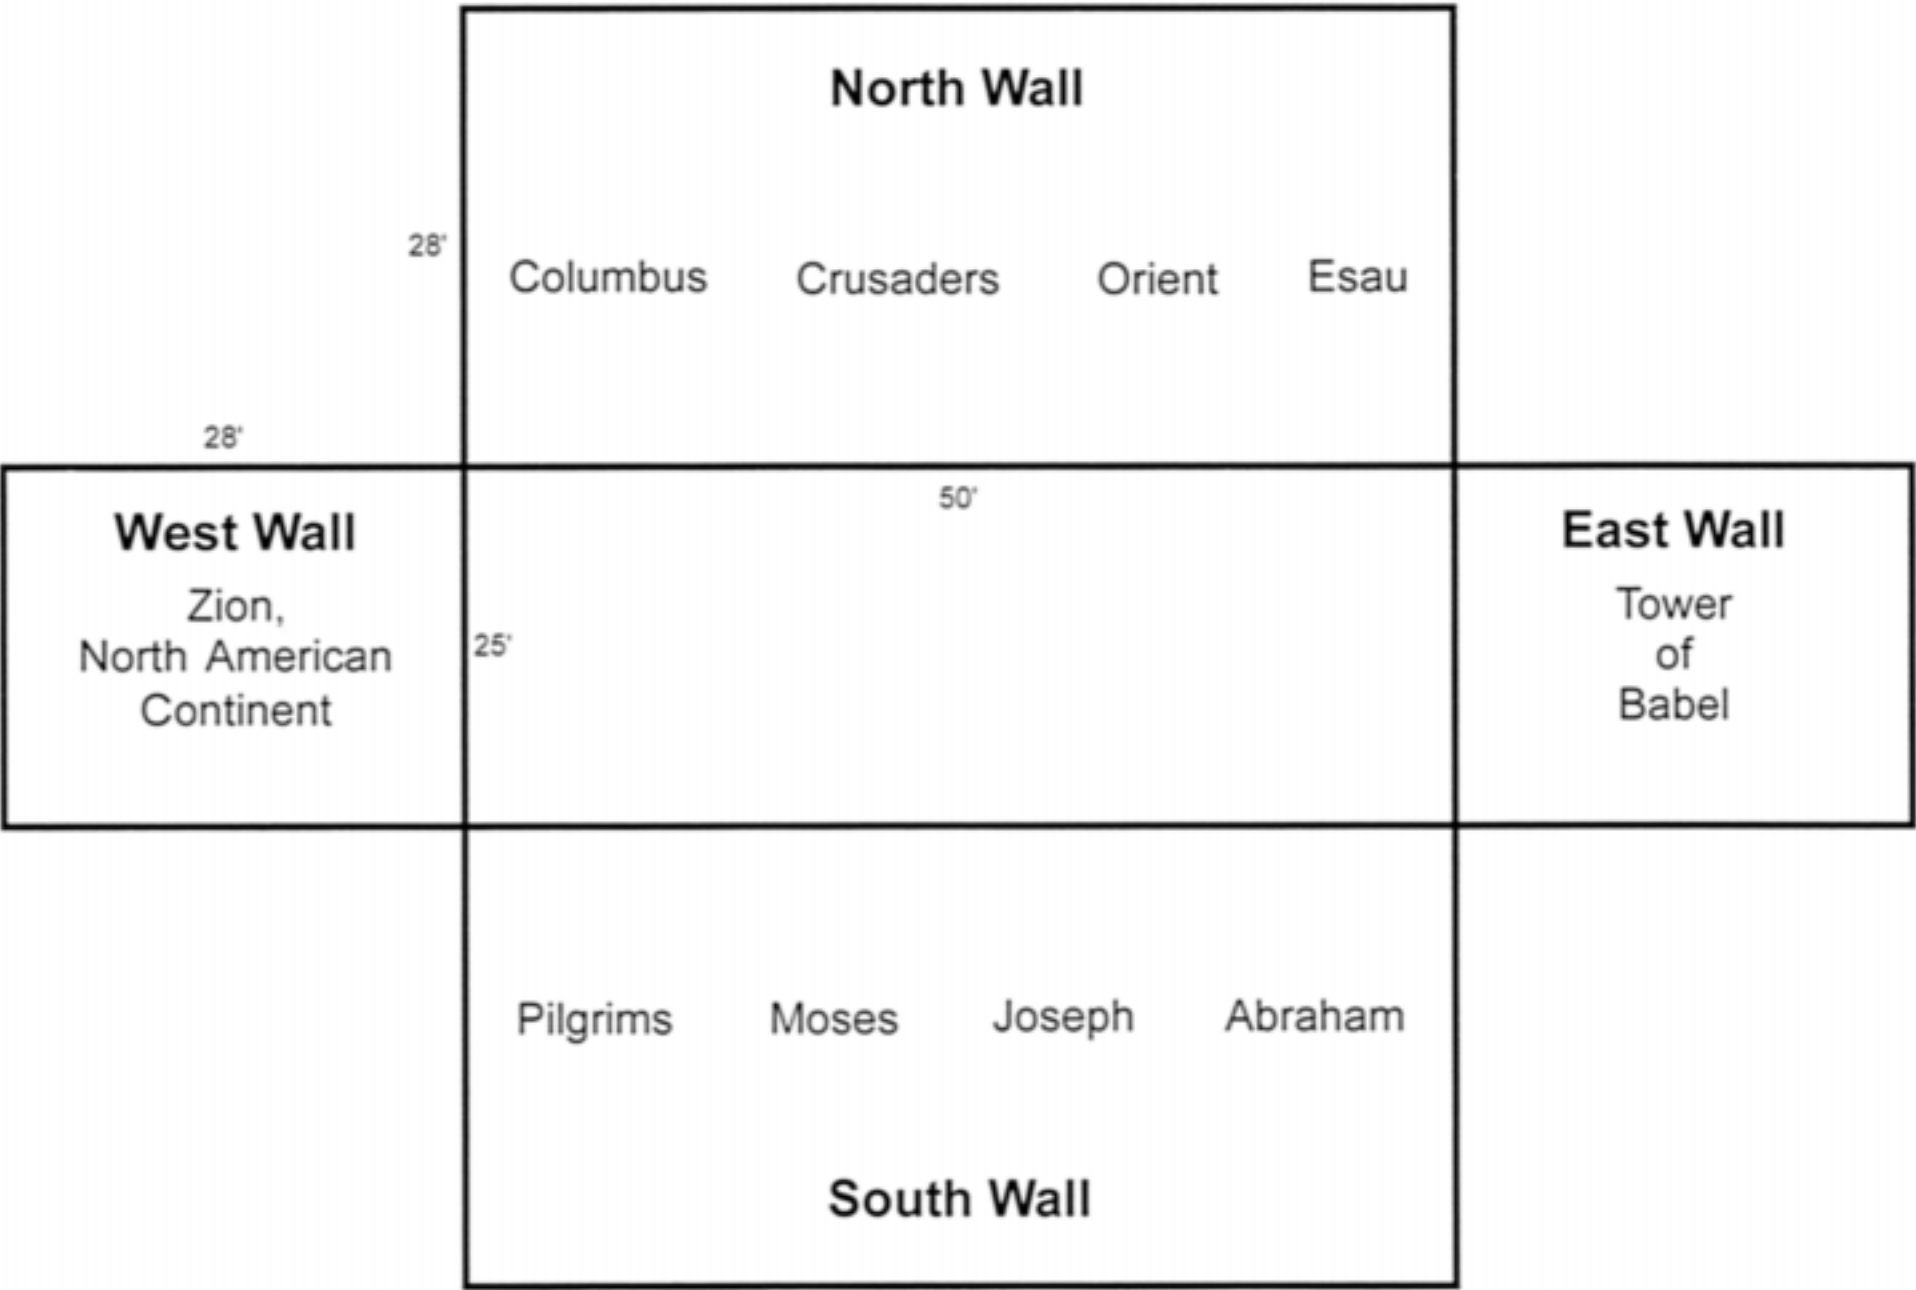 North Wall
28'
Columbus Crusaders Orient Esau
28'
50'
West Wall
Zion,
North American
Continent
25'
East Wall
Tower
of
Babel
Pilgrims Moses Joseph Abraham
South Wall